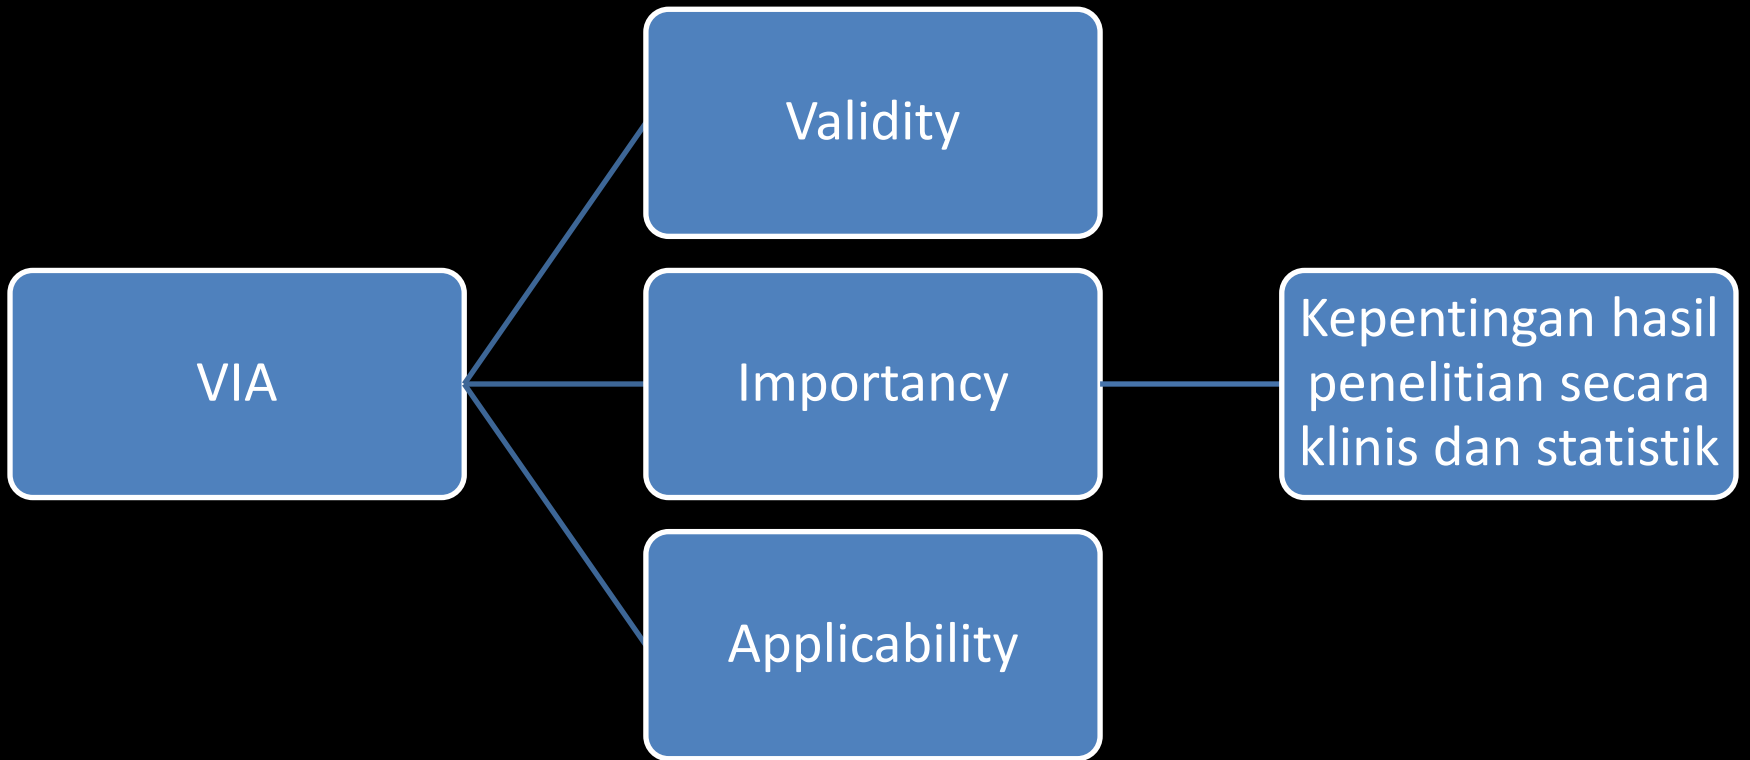 VIA
Validity
Importancy
Applicability
Kepentingan hasil
penelitian secara
klinis dan statistik